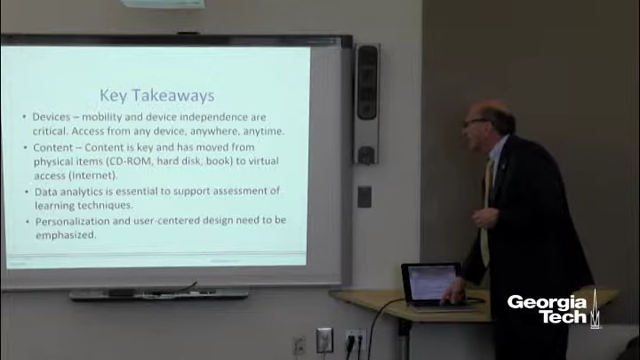 Key Takeaways
• Devices – mobility and device independence are
critical. Access from any device, anywhere, anytime.
• Content – Content is key and has moved from
physical items (CD-ROM, hard disk, book) to virtual
access (Internet).
• Data analytics is essential to support assessment of
learning techniques.
• Personalization and user-centered design need to be
emphasized.
Georgia
Tech